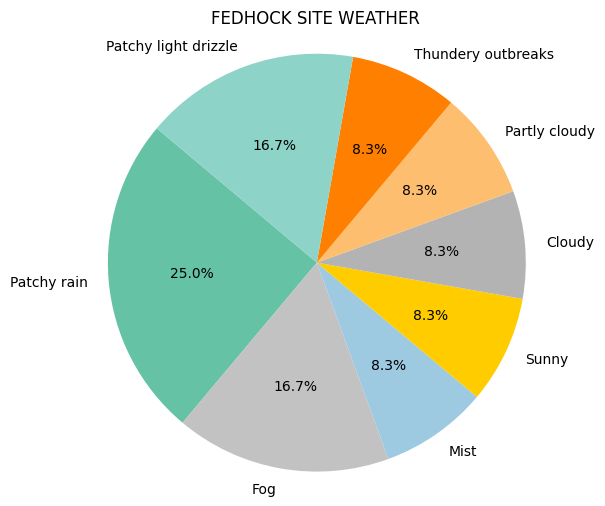 FEDHOCK SITE WEATHER
Patchy light drizzle
Thundery outbreaks
16.7%
8.3%
Partly cloudy
8.3%
Cloudy
8.3%
Patchy rain
25.0%
8.3%
Sunny
8.3%
16.7%
Mist
Fog